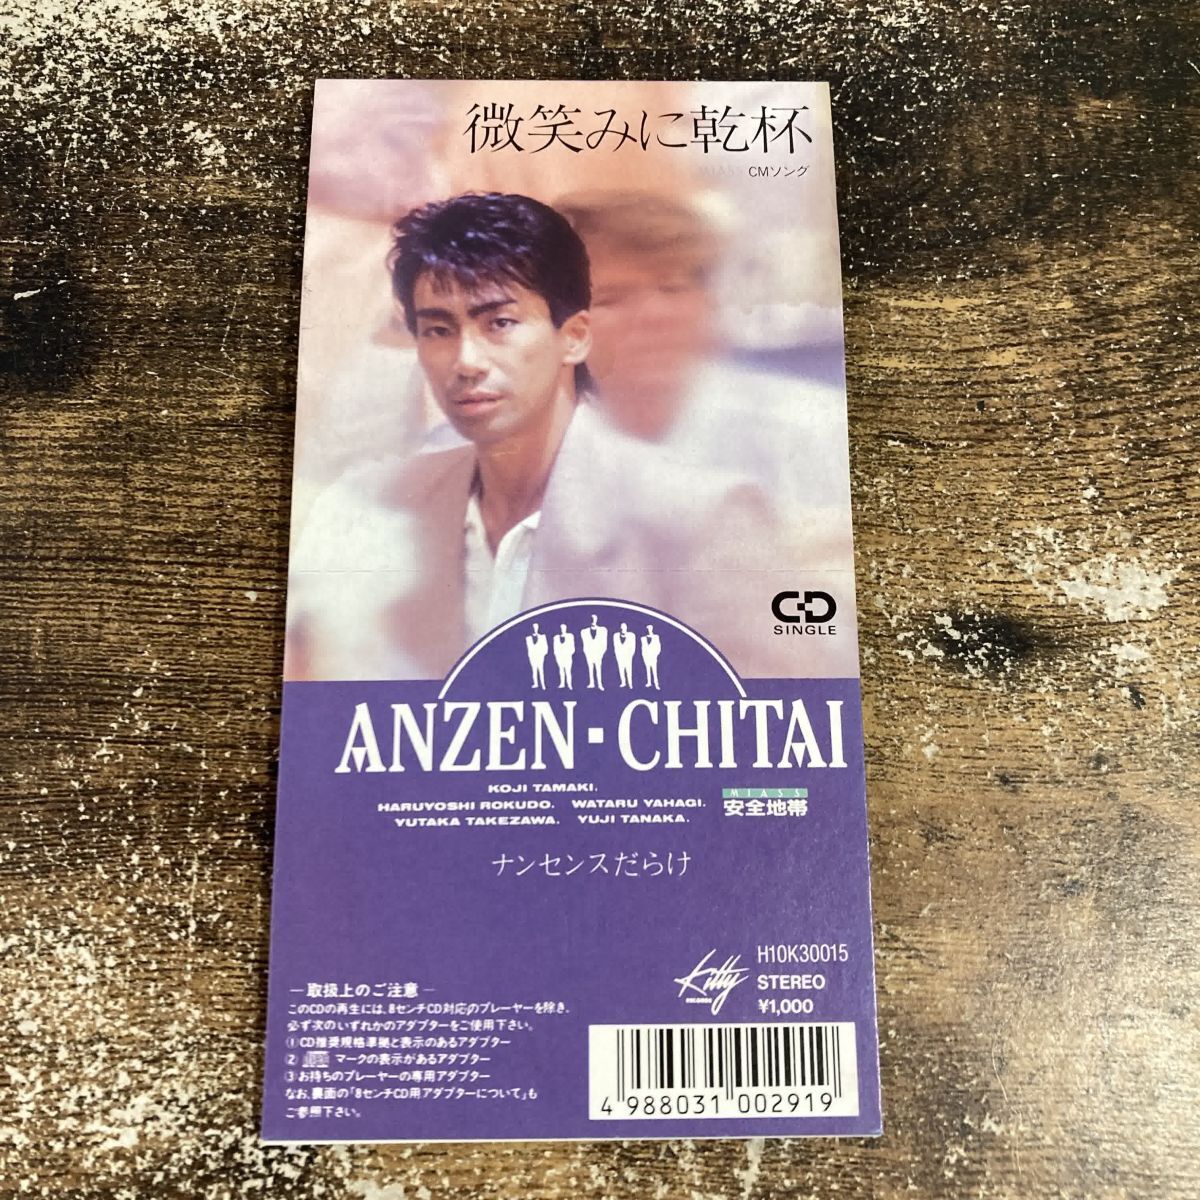 微笑みに乾杯
MIASS CMソング
CD
SINGLE
ANZEN-CHITAI
KOJI TAMAKI.
HARUYOSHI ROKUDO. WATARU YAHAGI.
YUTAKA TAKEZAWA. YUJI TANAKA.
MIASS
安全地帯
ナンセンスだらけ
Kitty
RECORDS
H10K30015
STEREO
¥1,000
—取扱上のご注意—
このCDの再生には、8センチCD対応のプレーヤーを除き、
必ず次のいずれかのアダプターをご使用下さい。
①CD推奨規格準拠と表示のあるアダプター
② マークの表示があるアダプター
③お持ちのプレーヤーの専用アダプター
なお、裏面の「8センチCD用アダプターについて」も
ご参照下さい。
4 988031 002919